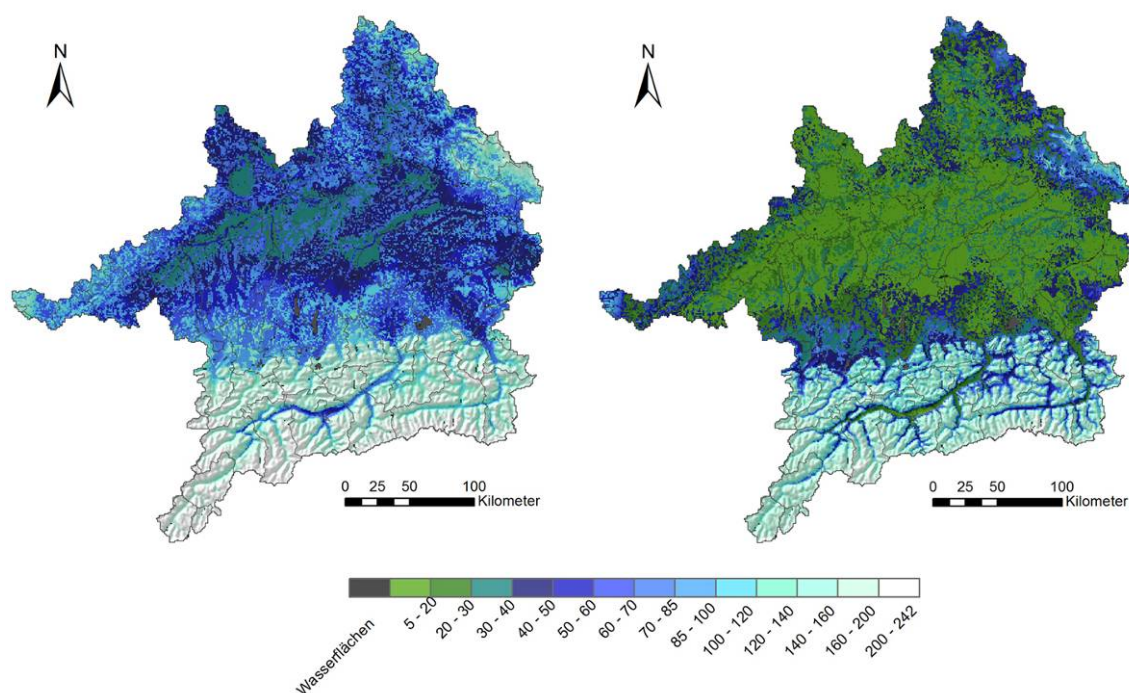 N
N
0 25 50 100
Kilometer
0 25 50 100
Kilometer
Wasserflächen
5 - 20
20 - 30
30 - 40
40 - 50
50 - 60
60 - 70
70 - 85
85 - 100
100 - 120
120 - 140
140 - 160
160 - 200
200 - 242